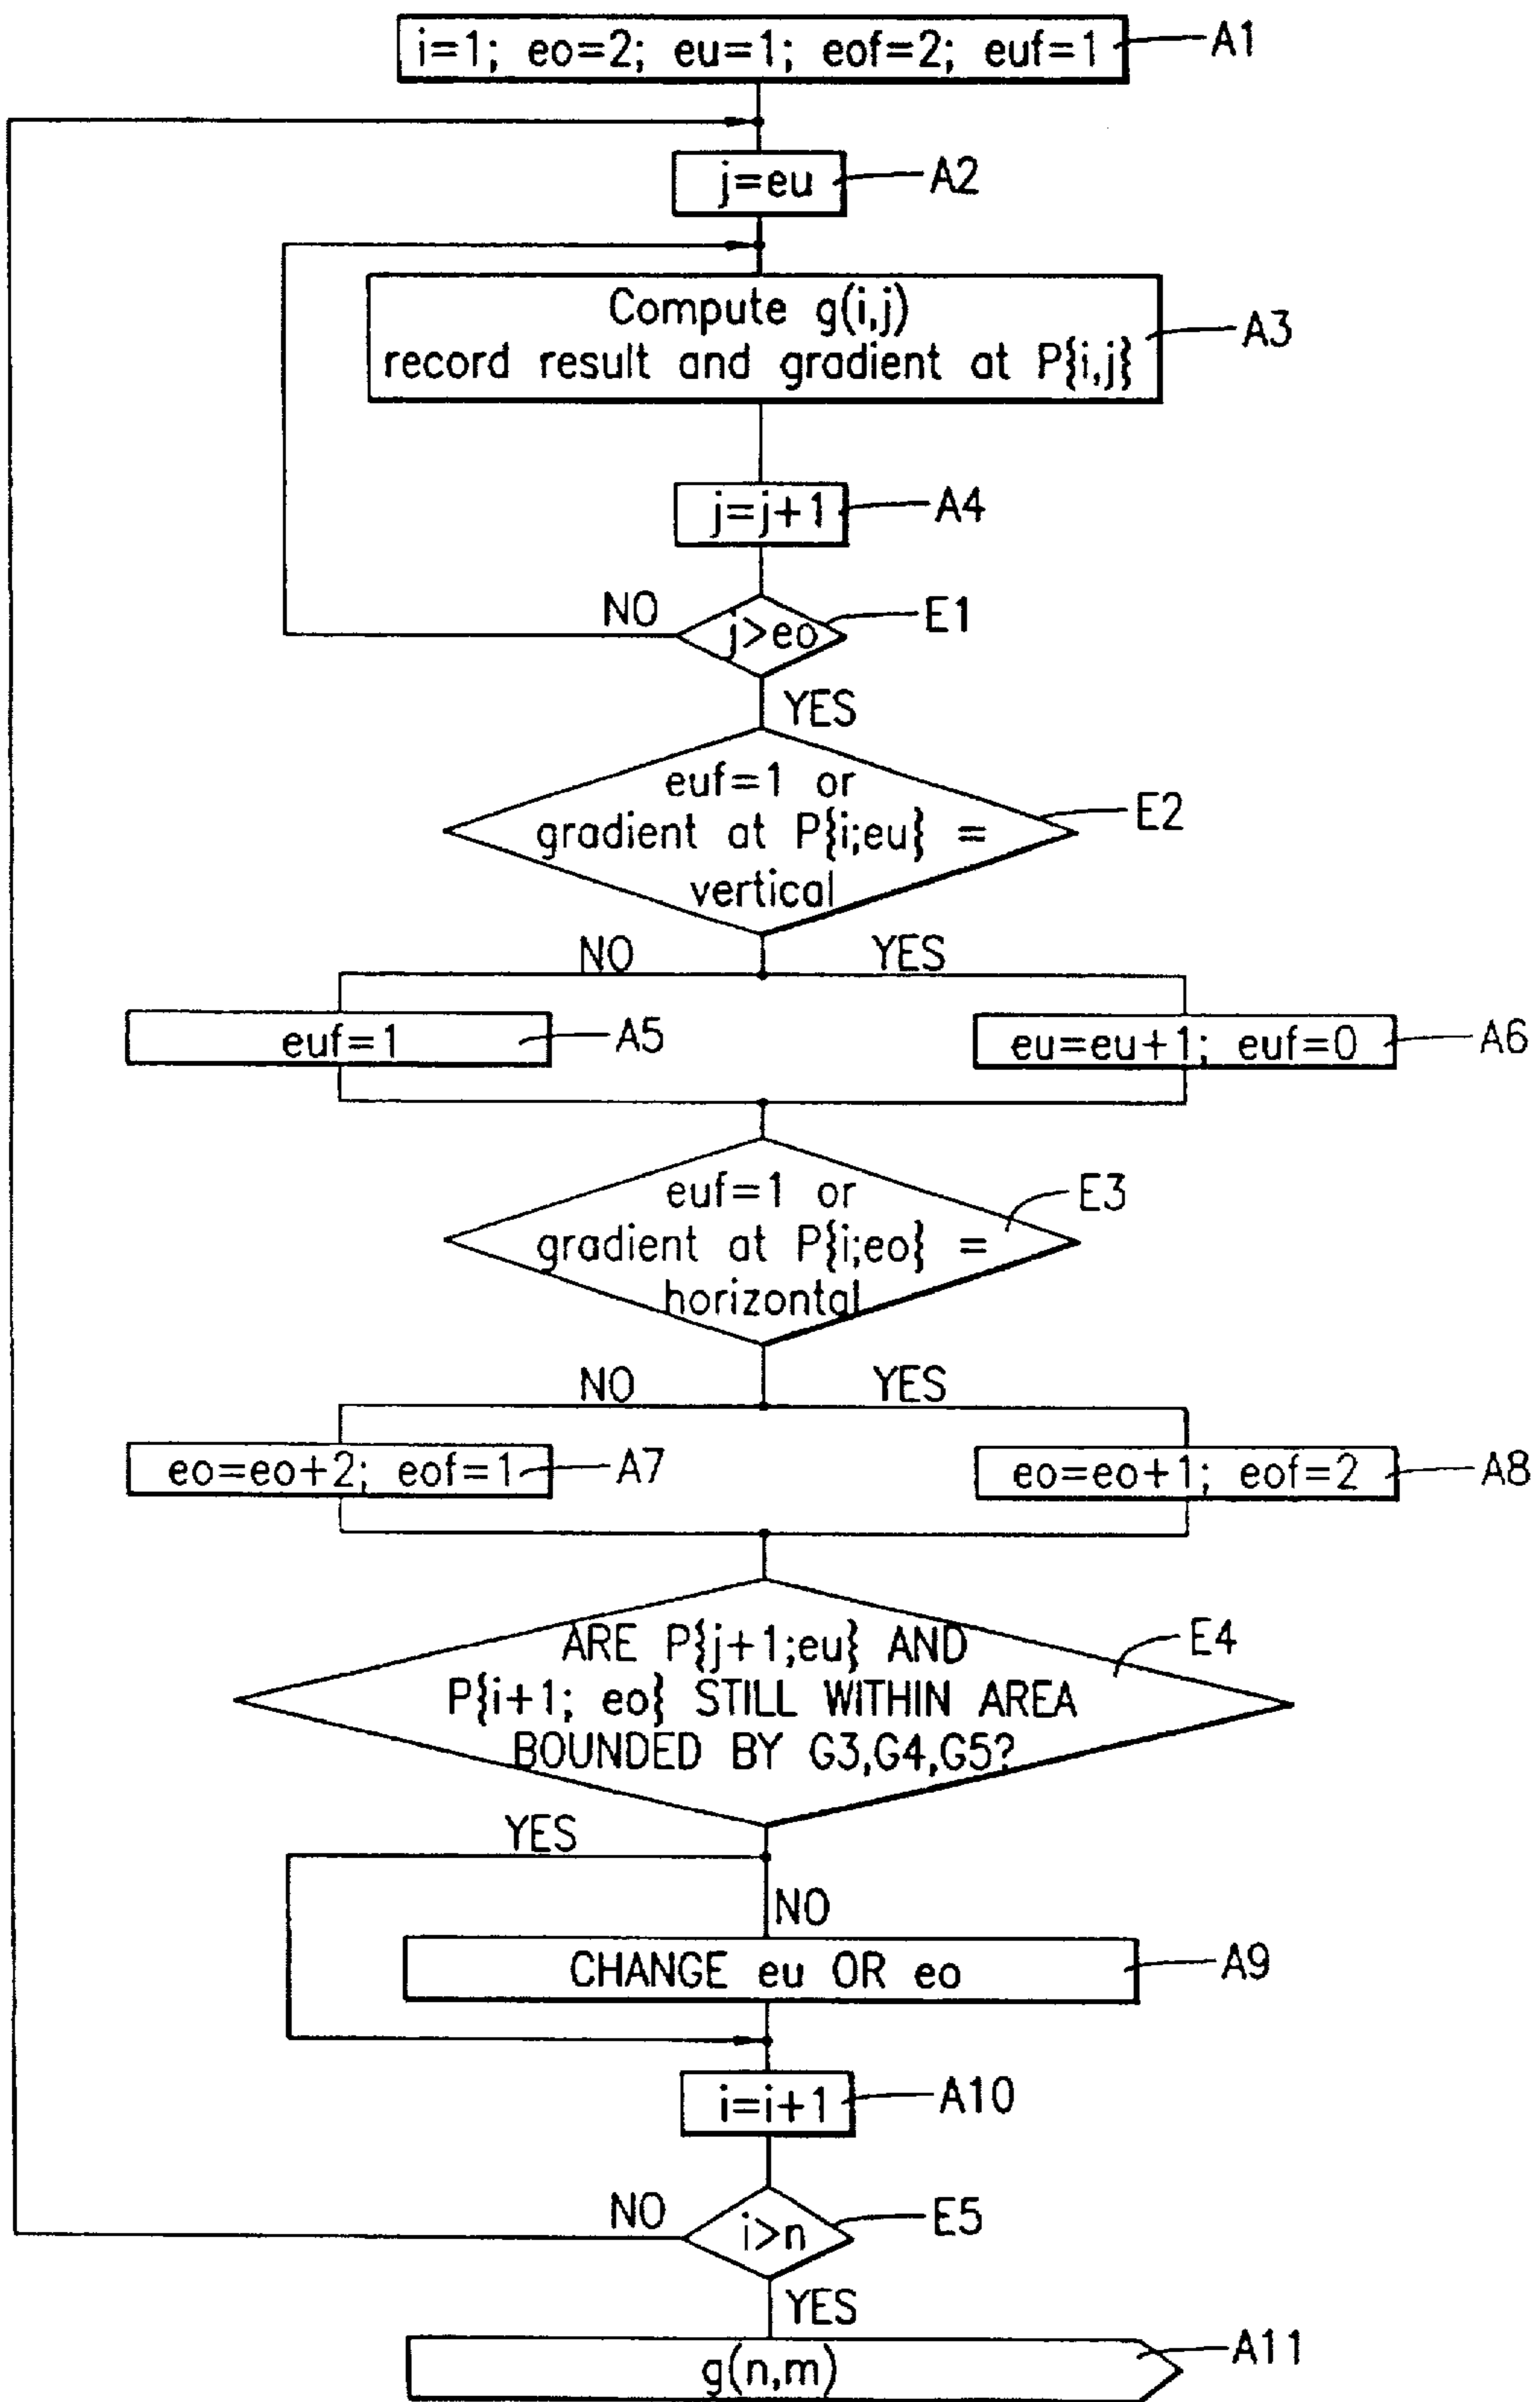 i=1; eo=2; eu=1; eof=2; euf=1 A1
j=eu A2
Compute g(i,j)
record result and gradient at P{i,j} A3
j=j+1 A4
NO j>eo E1
YES
euf=1 or
gradient at P{i;eu} = E2
vertical
NO YES
euf=1 A5 eu=eu+1; euf=0 A6
euf=1 or E3
gradient at P{i;eo} =
horizontal
NO YES
eo=eo+2; eof=1 A7 eo=eo+1; eof=2 A8
ARE P{j+1;eu} AND E4
P{i+1; eo} STILL WITHIN AREA
BOUNDED BY G3,G4,G5?
YES
NO
CHANGE eu OR eo A9
i=i+1 A10
NO i>n E5
YES
g(n,m) A11